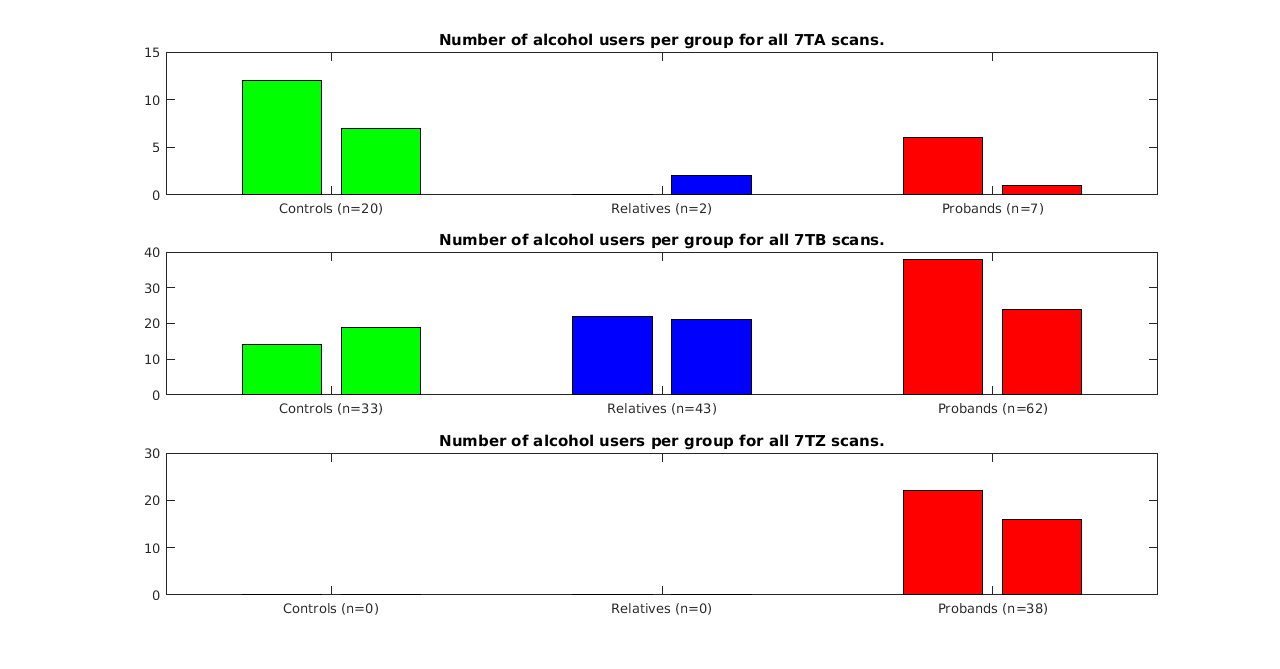 Number of alcohol users per group for all 7TA scans.
15
10
5
0
Controls (n=20) Relatives (n=2) Probands (n=7)
Number of alcohol users per group for all 7TB scans.
40
30
20
10
0
Controls (n=33) Relatives (n=43) Probands (n=62)
Number of alcohol users per group for all 7TZ scans.
30
20
10
0
Controls (n=0) Relatives (n=0) Probands (n=38)